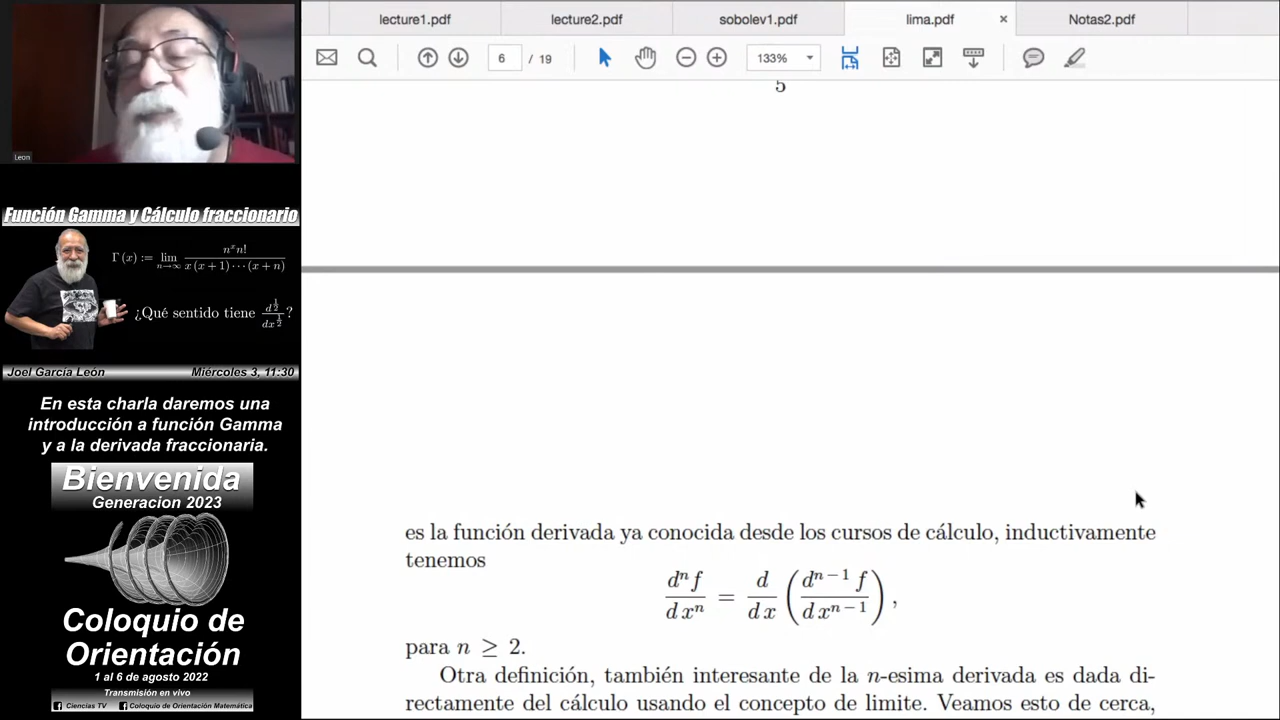 lecture1.pdf
lecture2.pdf
sobolev1.pdf
lima.pdf
×
Notas2.pdf
6
/ 19
133%
5
Leon
Función Gamma y Cálculo fraccionario
Γ (x) := lim n→∞ n^x n! / x (x+1) ··· (x+n)
¿Qué sentido tiene d^{1/2} / dx^{1/2} ?
Joel García León
Miércoles 3, 11:30
En esta charla daremos una
introducción a función Gamma
y a la derivada fraccionaria.
Bienvenida
Generacion 2023
Coloquio de
Orientación
1 al 6 de agosto 2022
Transmisión en vivo
Ciencias TV
Coloquio de Orientación Matemática
es la función derivada ya conocida desde los cursos de cálculo, inductivamente
tenemos
d^n f / d x^n = d / d x ( d^{n−1} f / d x^{n−1} ) ,
para n ≥ 2.
Otra definición, también interesante de la n-esima derivada es dada di-
rectamente del cálculo usando el concepto de limite. Veamos esto de cerca,